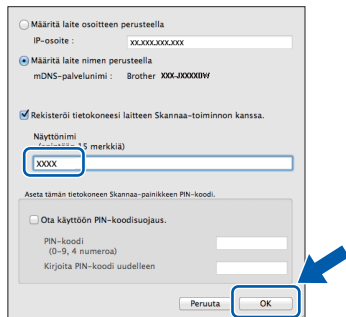 Määritä laite osoitteen perusteella
IP-osoite : xx.xxx.xxx.xxx
Määritä laite nimen perusteella
mDNS-palvelunimi : Brother XXX-JXXXXDW
Rekisteröi tietokoneesi laitteen Skannaa-toiminnon kanssa.
Näyttönimi
(enintään 15 merkkiä)
XXXX
Aseta tämän tietokoneen Skannaa-painikkeen PIN-koodi.
Ota käyttöön PIN-koodisuojaus.
PIN-koodi
(0-9, 4 numeroa)
Kirjoita PIN-koodi uudelleen
Peruuta OK